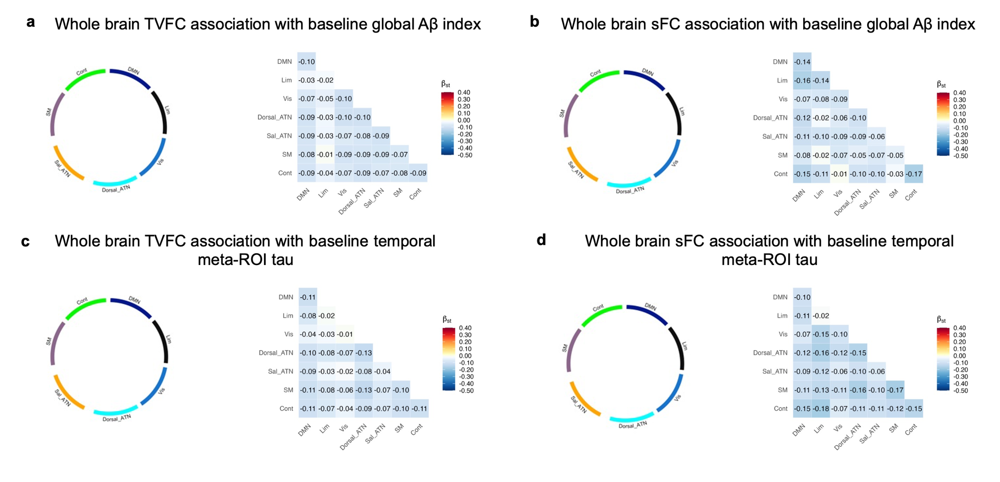 a Whole brain TVFC association with baseline global Aβ index
Cont
DMN
Lim
Vis
Dorsal_ATN
Sal_ATN
SM
DMN -0.10
Lim -0.03 -0.02
Vis -0.07 -0.05 -0.10
Dorsal_ATN -0.09 -0.03 -0.10 -0.10
Sal_ATN -0.09 -0.03 -0.07 -0.08 -0.09
SM -0.08 -0.01 -0.09 -0.09 -0.09 -0.07
Cont -0.09 -0.04 -0.07 -0.09 -0.07 -0.08 -0.09
DMN Lim Vis Dorsal_ATN Sal_ATN SM Cont
βst
0.40
0.30
0.20
0.10
0.00
-0.10
-0.20
-0.30
-0.40
-0.50
b Whole brain sFC association with baseline global Aβ index
Cont
DMN
Lim
Vis
Dorsal_ATN
Sal_ATN
SM
DMN -0.14
Lim -0.16 -0.14
Vis -0.07 -0.08 -0.09
Dorsal_ATN -0.12 -0.02 -0.06 -0.10
Sal_ATN -0.11 -0.10 -0.09 -0.09 -0.06
SM -0.08 -0.02 -0.07 -0.05 -0.07 -0.05
Cont -0.15 -0.11 -0.01 -0.10 -0.10 -0.03 -0.17
DMN Lim Vis Dorsal_ATN Sal_ATN SM Cont
βst
0.40
0.30
0.20
0.10
0.00
-0.10
-0.20
-0.30
-0.40
-0.50
c Whole brain TVFC association with baseline temporal
meta-ROI tau
Cont
DMN
Lim
Vis
Dorsal_ATN
Sal_ATN
SM
DMN -0.11
Lim -0.08 -0.02
Vis -0.04 -0.03 -0.01
Dorsal_ATN -0.10 -0.08 -0.07 -0.13
Sal_ATN -0.09 -0.03 -0.02 -0.08 -0.04
SM -0.11 -0.08 -0.06 -0.13 -0.07 -0.10
Cont -0.11 -0.07 -0.04 -0.09 -0.07 -0.10 -0.11
DMN Lim Vis Dorsal_ATN Sal_ATN SM Cont
βst
0.40
0.30
0.20
0.10
0.00
-0.10
-0.20
-0.30
-0.40
-0.50
d Whole brain sFC association with baseline temporal
meta-ROI tau
Cont
DMN
Lim
Vis
Dorsal_ATN
Sal_ATN
SM
DMN -0.10
Lim -0.11 -0.02
Vis -0.07 -0.15 -0.10
Dorsal_ATN -0.12 -0.16 -0.12 -0.15
Sal_ATN -0.09 -0.12 -0.06 -0.10 -0.06
SM -0.11 -0.13 -0.11 -0.16 -0.10 -0.17
Cont -0.15 -0.18 -0.07 -0.11 -0.11 -0.12 -0.15
DMN Lim Vis Dorsal_ATN Sal_ATN SM Cont
βst
0.40
0.30
0.20
0.10
0.00
-0.10
-0.20
-0.30
-0.40
-0.50